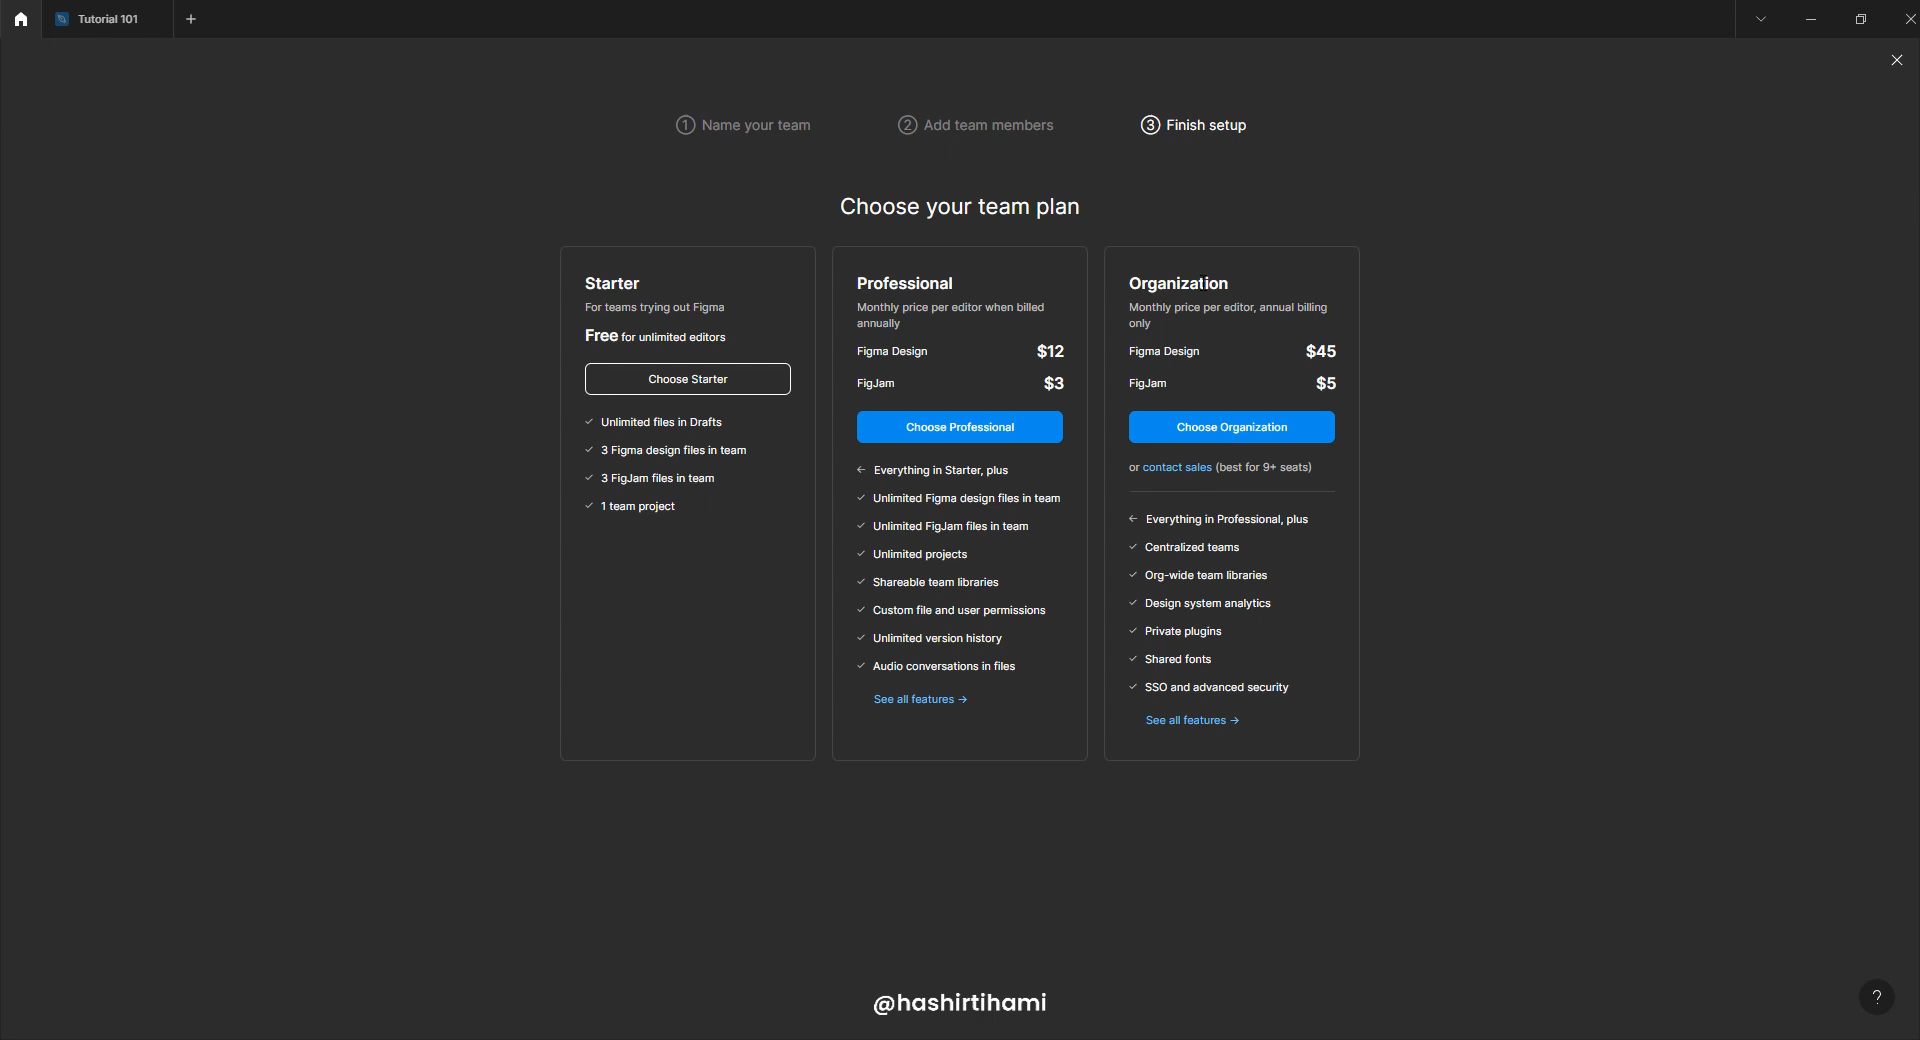 Tutorial 101
1 Name your team
2 Add team members
3 Finish setup
Choose your team plan
Starter
For teams trying out Figma
Free for unlimited editors
Choose Starter
Unlimited files in Drafts
3 Figma design files in team
3 FigJam files in team
1 team project
Professional
Monthly price per editor when billed
annually
Figma Design $12
FigJam $3
Choose Professional
Everything in Starter, plus
Unlimited Figma design files in team
Unlimited FigJam files in team
Unlimited projects
Shareable team libraries
Custom file and user permissions
Unlimited version history
Audio conversations in files
See all features →
Organization
Monthly price per editor, annual billing
only
Figma Design $45
FigJam $5
Choose Organization
or contact sales (best for 9+ seats)
Everything in Professional, plus
Centralized teams
Org-wide team libraries
Design system analytics
Private plugins
Shared fonts
SSO and advanced security
See all features →
@hashirtihami
?